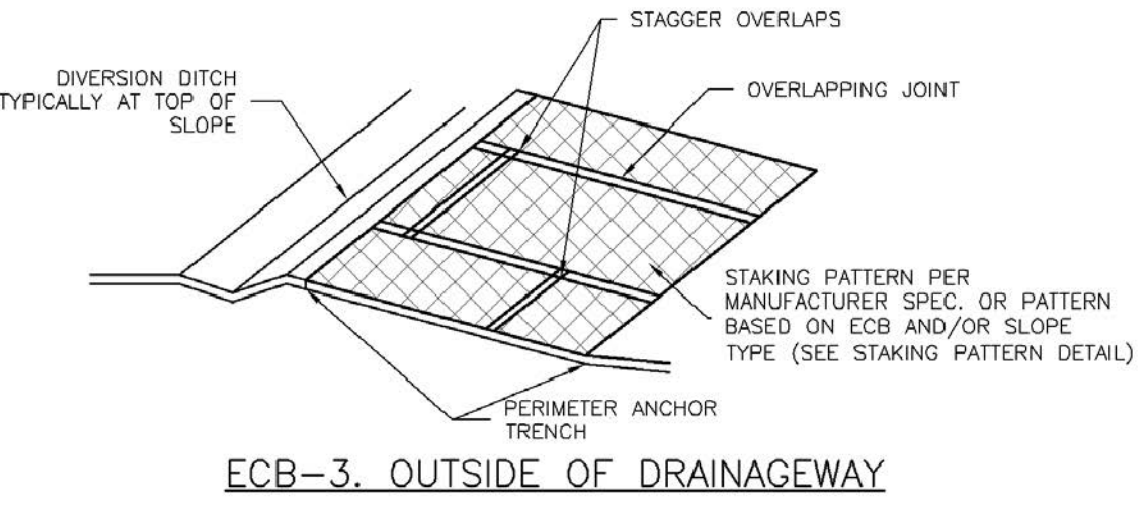 STAGGER OVERLAPS
DIVERSION DITCH
TYPICALLY AT TOP OF
SLOPE
OVERLAPPING JOINT
STAKING PATTERN PER
MANUFACTURER SPEC. OR PATTERN
BASED ON ECB AND/OR SLOPE
TYPE (SEE STAKING PATTERN DETAIL)
PERIMETER ANCHOR
TRENCH
ECB-3. OUTSIDE OF DRAINAGEWAY